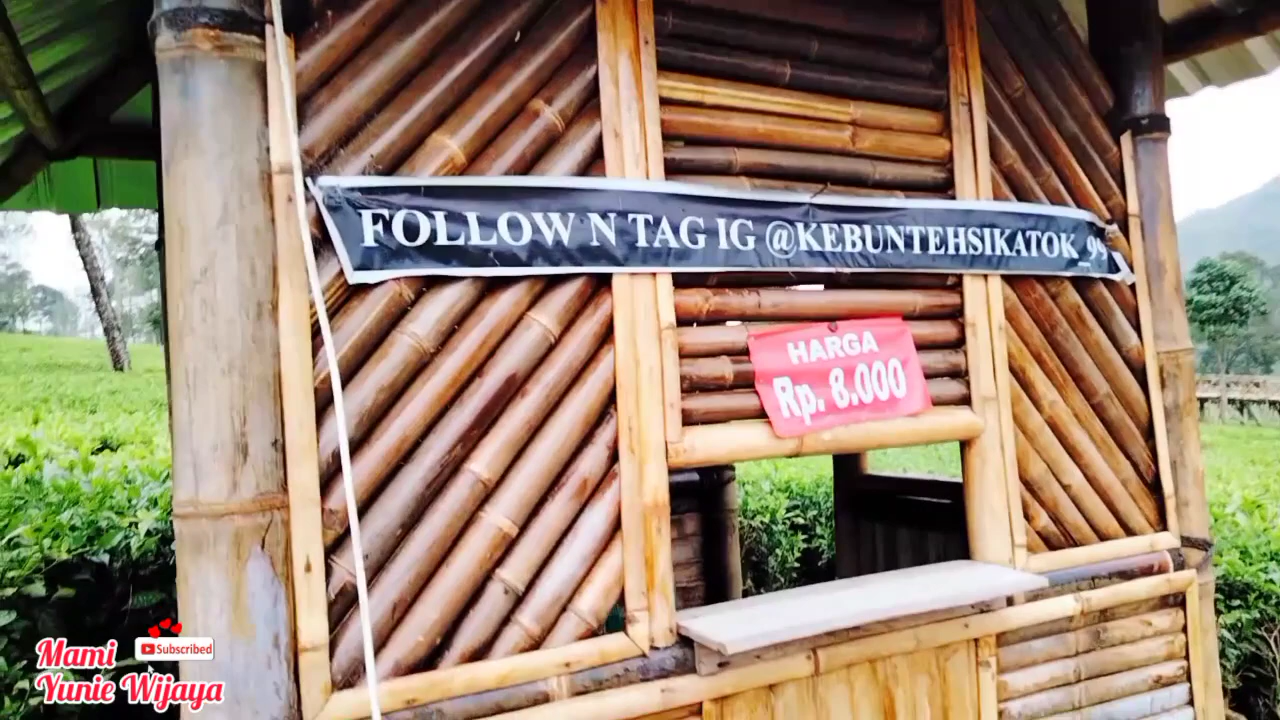 FOLLOW N TAG IG @KEBUNTEHSIKATOK_99
HARGA
Rp. 8.000
Mami
Subscribed
Yunie Wijaya